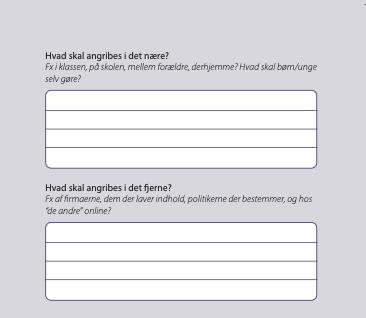 Hvad skal angribes i det nære?
Fx i klassen, på skolen, mellem forældre, derhjemme? Hvad skal børn/unge
selv gøre?
Hvad skal angribes i det fjerne?
Fx af firmaerne, dem der laver indhold, politikerne der bestemmer, og hos
"de andre" online?